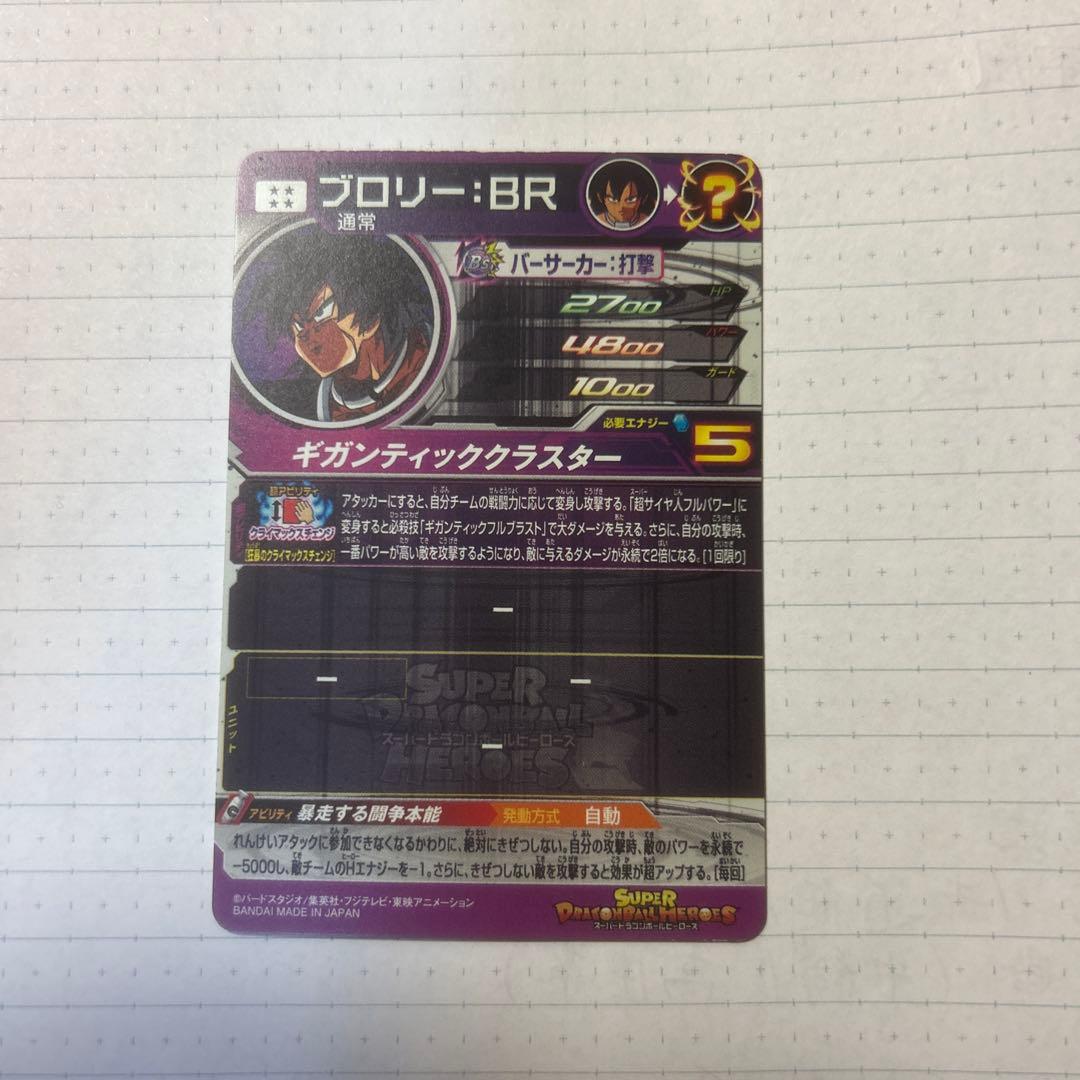 ★★
★★
ブロリー：BR
通常
?
BS
バーサーカー：打撃
HP
2700
パワー
4800
ガード
1000
必要エナジー
5
ギガンティッククラスター
超アビリティ
クライマックスチェンジ
[狂暴のクライマックスチェンジ]
アタッカーにすると、自分チームの戦闘力に応じて変身し攻撃する。「超サイヤ人フルパワー」に
変身すると必殺技「ギガンティックフルブラスト」で大ダメージを与える。さらに、自分の攻撃時、
一番パワーが高い敵を攻撃するようになり、敵に与えるダメージが永続で2倍になる。[1回限り]
ー
ー ー
ユニット
ー
SUPER
DRAGONBALL
スーパードラゴンボールヒーローズ
HEROES
アビリティ 暴走する闘争本能 発動方式 自動
れんけいアタックに参加できなくなるかわりに、絶対にきぜつしない。自分の攻撃時、敵のパワーを永続で
-5000し、敵チームのHエナジーを-1。さらに、きぜつしない敵を攻撃すると効果が超アップする。[毎回]
©バードスタジオ/集英社・フジテレビ・東映アニメーション
BANDAI MADE IN JAPAN
SUPER
DRAGONBALL HEROES
スーパードラゴンボールヒーローズ